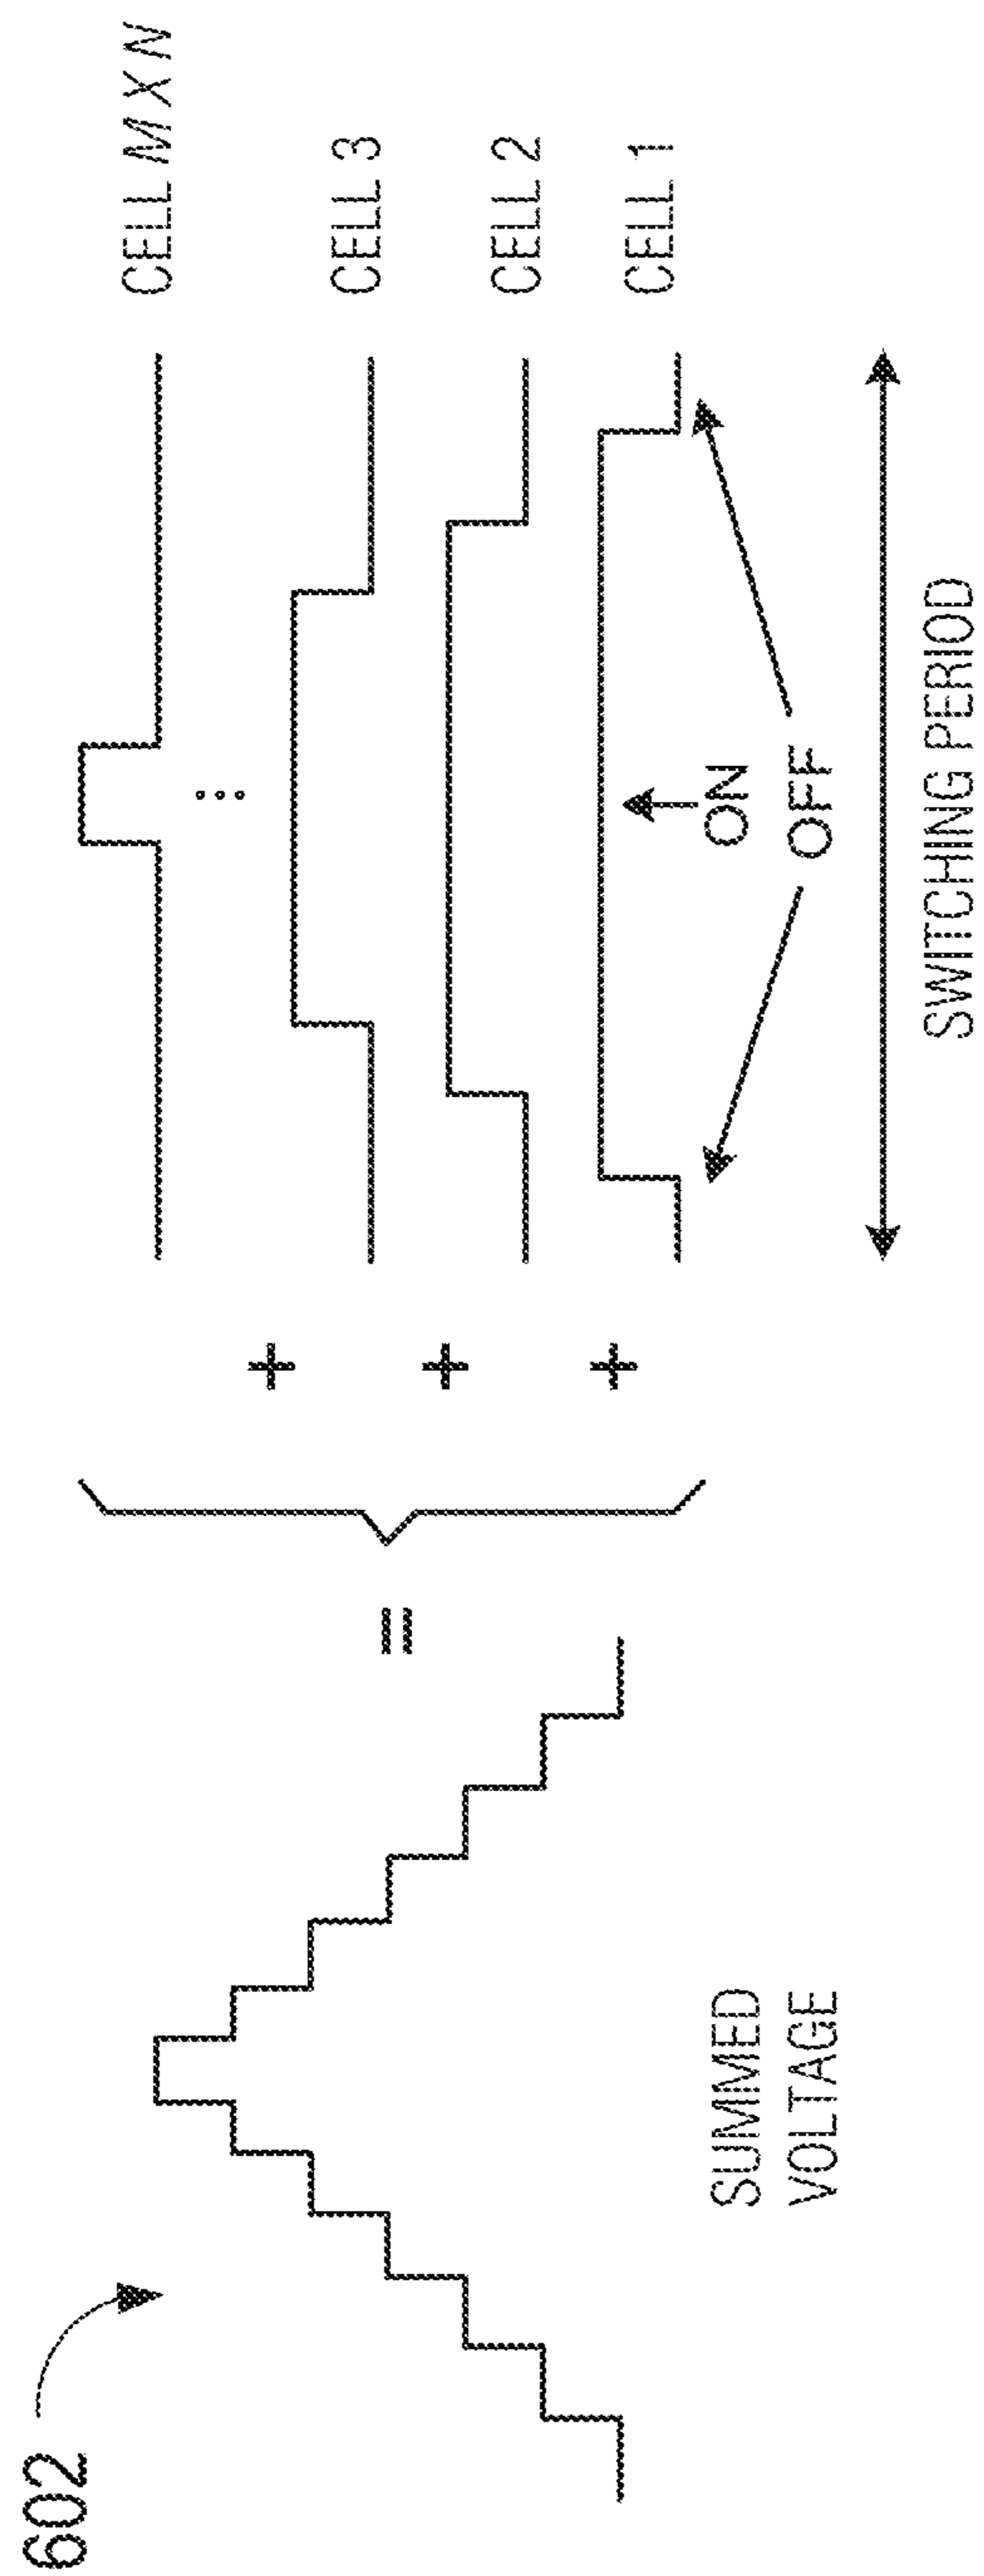 602
SUMMED
VOLTAGE
=
+
+
+
CELL M X N
CELL 3
CELL 2
CELL 1
ON
OFF
SWITCHING PERIOD